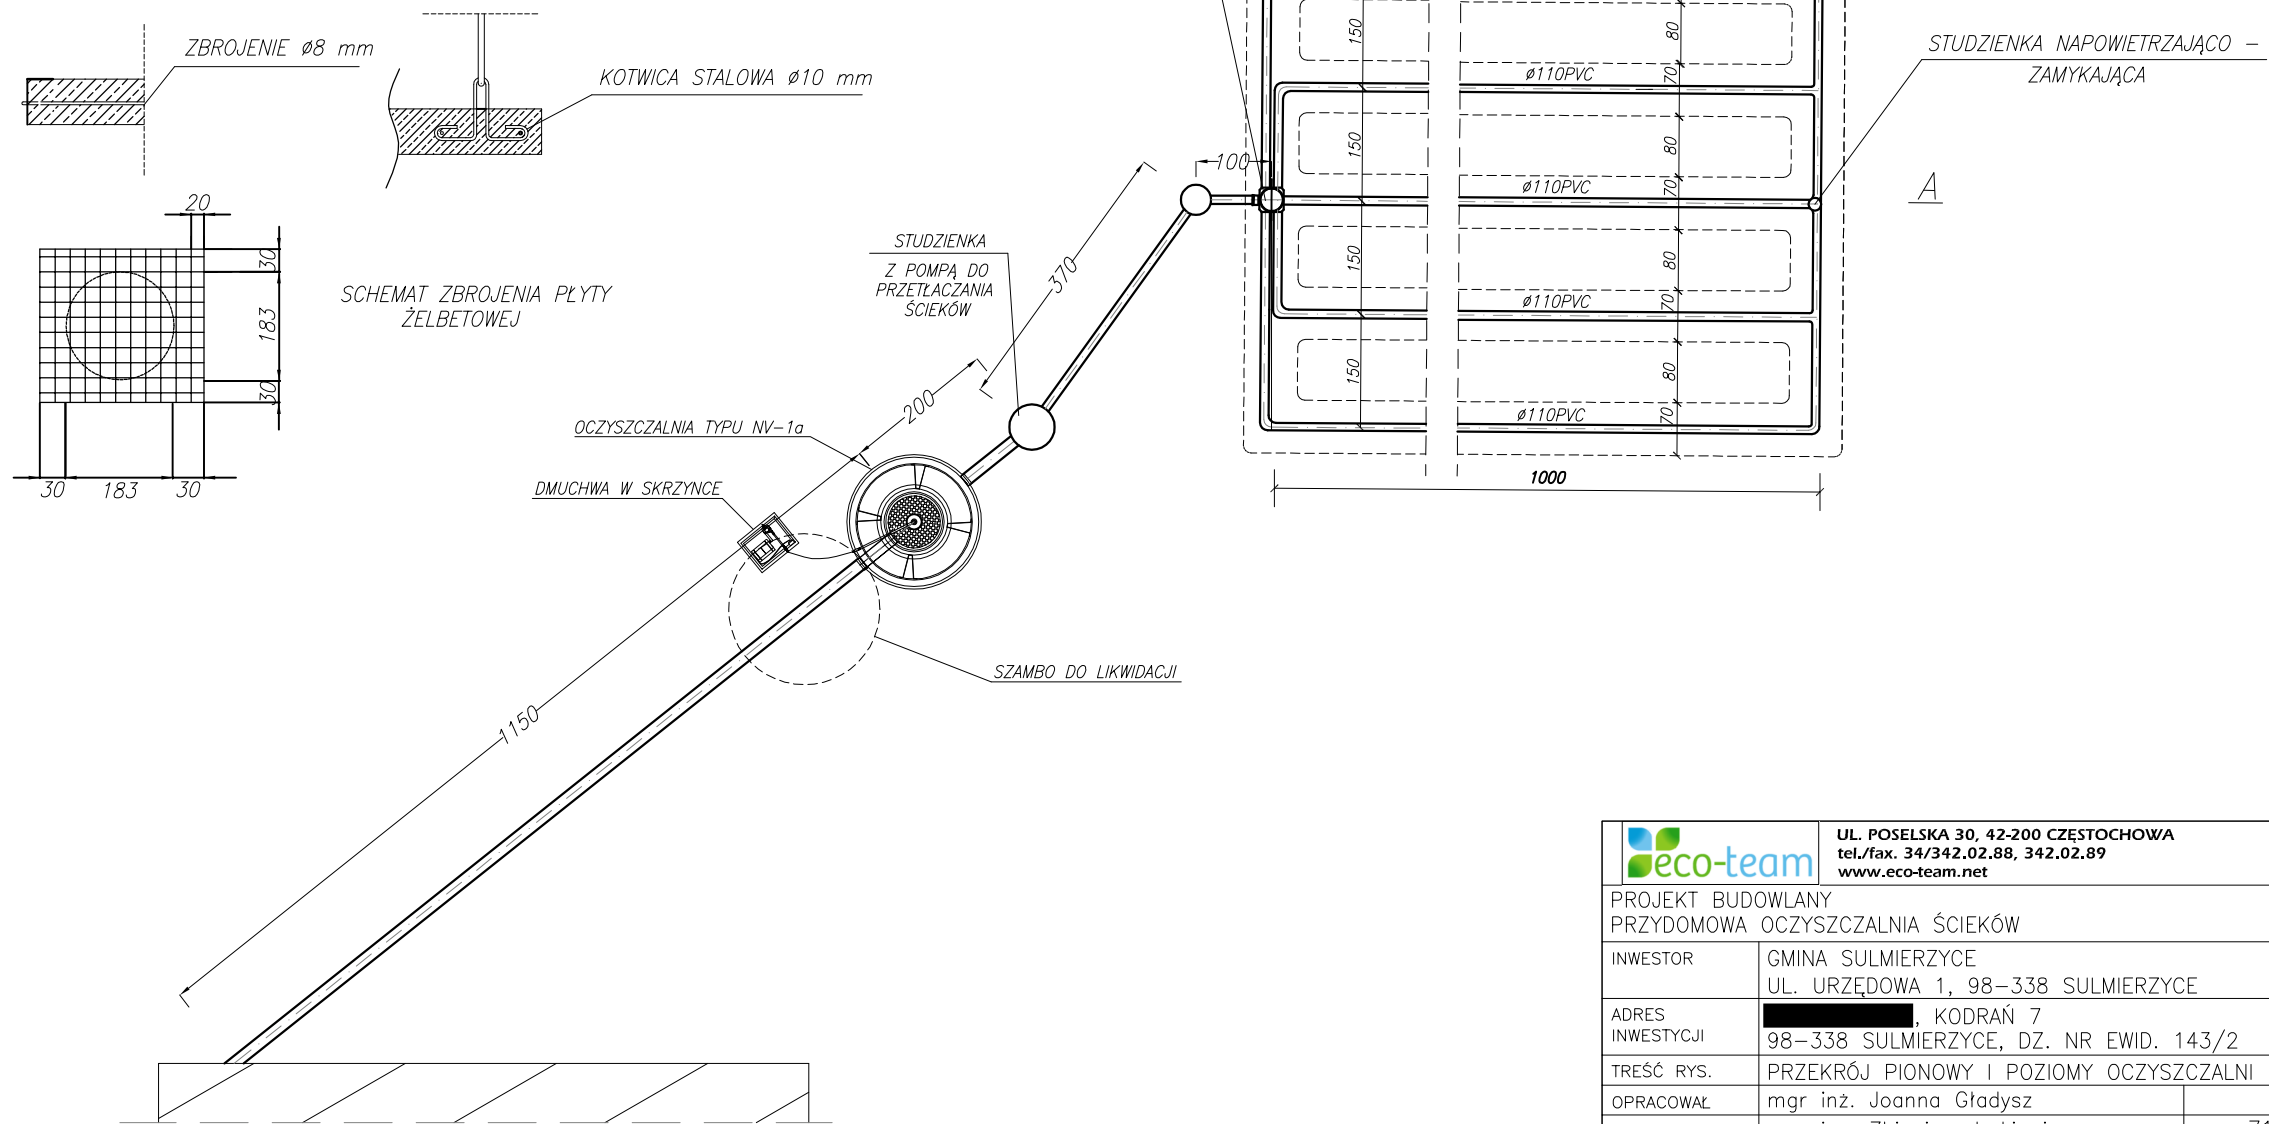 ZBROJENIE ø8 mm
KOTWICA STALOWA ø10 mm
20
30
183
30
30
183
30
SCHEMAT ZBROJENIA PŁYTY
ŻELBETOWEJ
STUDZIENKA
Z POMPĄ DO
PRZETŁACZANIA
ŚCIEKÓW
OCZYSZCZALNIA TYPU NV-1a
DMUCHWA W SKRZYNCE
SZAMBO DO LIKWIDACJI
1150
200
370
100
150
80
70
ø110PVC
150
80
70
ø110PVC
150
80
70
ø110PVC
150
80
70
ø110PVC
1000
STUDZIENKA NAPOWIETRZAJĄCO –
ZAMYKAJĄCA
A
eco-team
UL. POSELSKA 30, 42-200 CZĘSTOCHOWA
tel./fax. 34/342.02.88, 342.02.89
www.eco-team.net
PROJEKT BUDOWLANY
PRZYDOMOWA OCZYSZCZALNIA ŚCIEKÓW
INWESTOR
GMINA SULMIERZYCE
UL. URZĘDOWA 1, 98-338 SULMIERZYCE
ADRES
INWESTYCJI
, KODRAŃ 7
98-338 SULMIERZYCE, DZ. NR EWID. 143/2
TREŚĆ RYS.
PRZEKRÓJ PIONOWY I POZIOMY OCZYSZCZALNI
OPRACOWAŁ
mgr inż. Joanna Gładysz